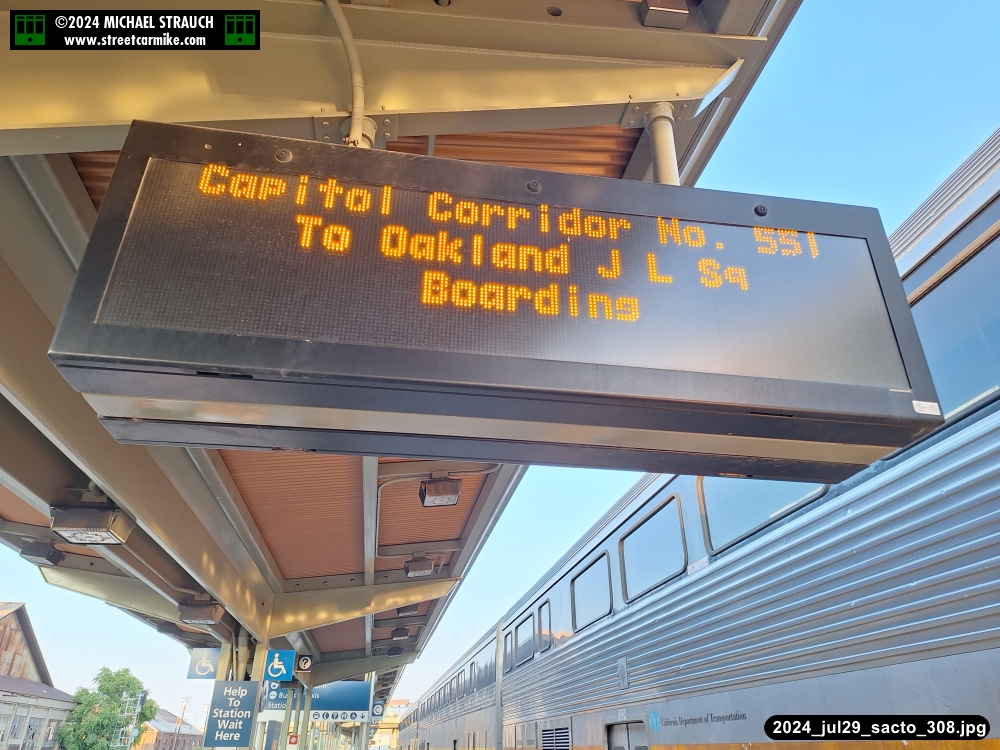 ©2024 MICHAEL STRAUCH
www.streetcarmike.com
Capitol Corridor No. 551
To Oakland J L Sq
Boarding
Help
To
Station
Wait
Here
?
California Department of Transportation
2024_jul29_sacto_308.jpg